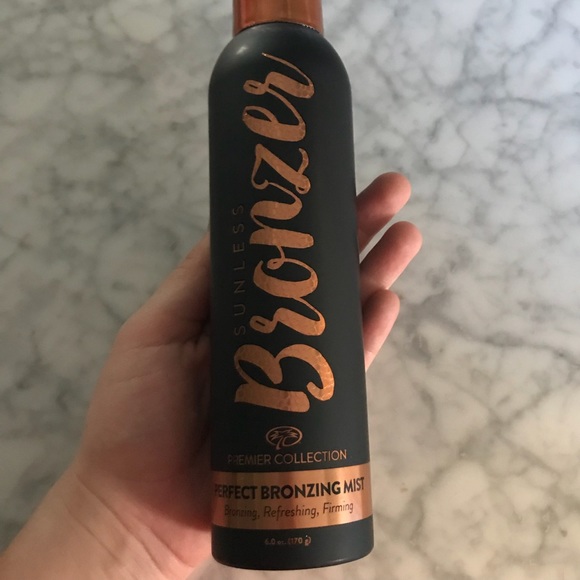 SUNLESS
Bronzer
PREMIER COLLECTION
PERFECT BRONZING MIST
Bronzing, Refreshing, Firming
6.0 oz. (170 g)